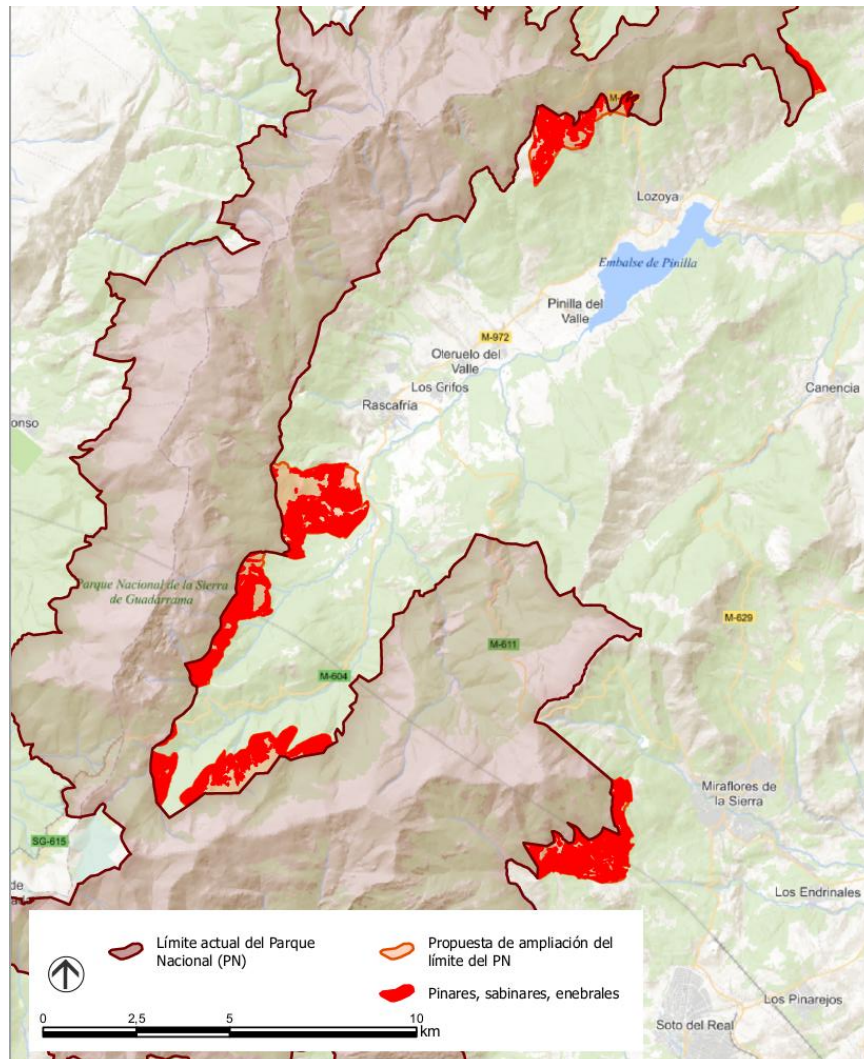 Lozoya
Embalse de Pinilla
Pinilla del
Valle
M-972
Oteruelo del
Valle
Los Grifos
Canencia
Rascafría
onso
Parque Nacional de la Sierra
de Guadarrama
M-629
M-611
M-604
Miraflores de
la Sierra
SG-615
de
Los Endrinales
Límite actual del Parque
Nacional (PN)
Propuesta de ampliación del
límite del PN
Pinares, sabinares, enebrales
0 2,5 5 10
km
Los Pinarejos
Soto del Real